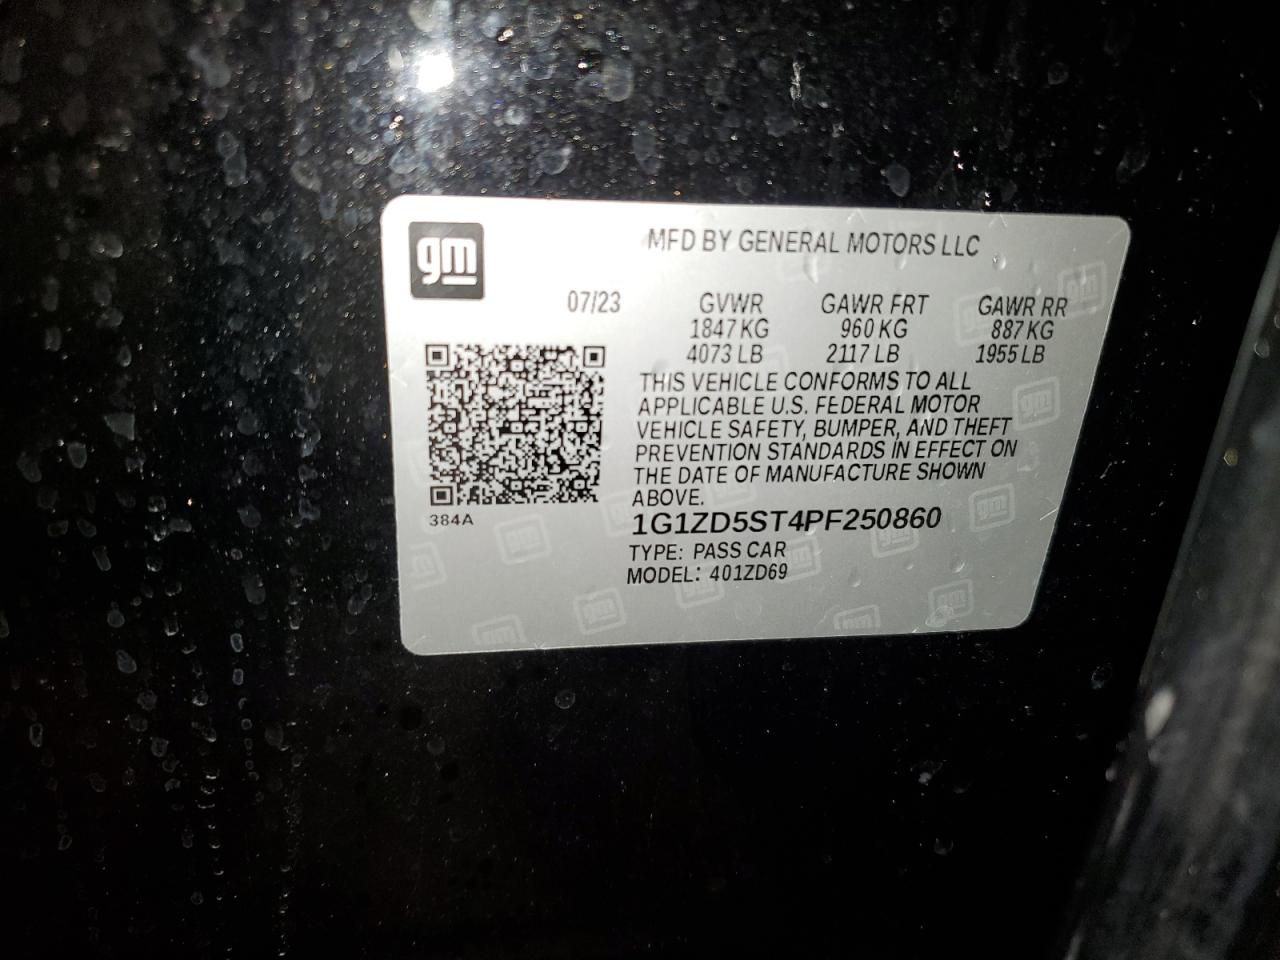 gm
MFD BY GENERAL MOTORS LLC
07/23 GVWR GAWR FRT GAWR RR
1847 KG 960 KG 887 KG
4073 LB 2117 LB 1955 LB
THIS VEHICLE CONFORMS TO ALL
APPLICABLE U.S. FEDERAL MOTOR
VEHICLE SAFETY, BUMPER, AND THEFT
PREVENTION STANDARDS IN EFFECT ON
THE DATE OF MANUFACTURE SHOWN
ABOVE.
384A
1G1ZD5ST4PF250860
TYPE: PASS CAR
MODEL: 401ZD69